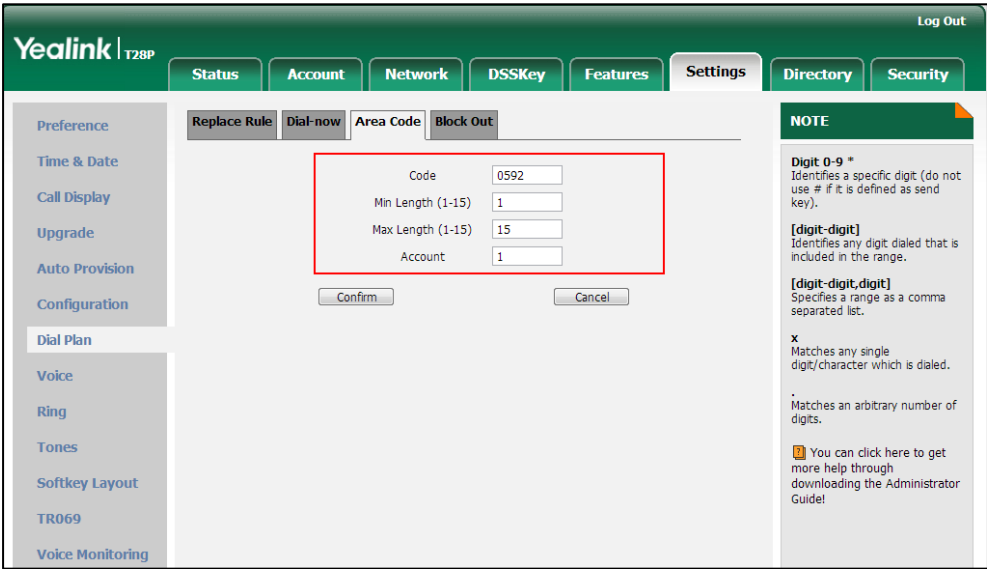 Log Out
Yealink T28P
Status Account Network DSSKey Features Settings Directory Security
Preference
Time & Date
Call Display
Upgrade
Auto Provision
Configuration
Dial Plan
Voice
Ring
Tones
Softkey Layout
TR069
Voice Monitoring
Replace Rule Dial-now Area Code Block Out
Code 0592
Min Length (1-15) 1
Max Length (1-15) 15
Account 1
Confirm Cancel
NOTE
Digit 0-9 *
Identifies a specific digit (do not
use # if it is defined as send
key).
[digit-digit]
Identifies any digit dialed that is
included in the range.
[digit-digit,digit]
Specifies a range as a comma
separated list.
x
Matches any single
digit/character which is dialed.
.
Matches an arbitrary number of
digits.
? You can click here to get
more help through
downloading the Administrator
Guide!